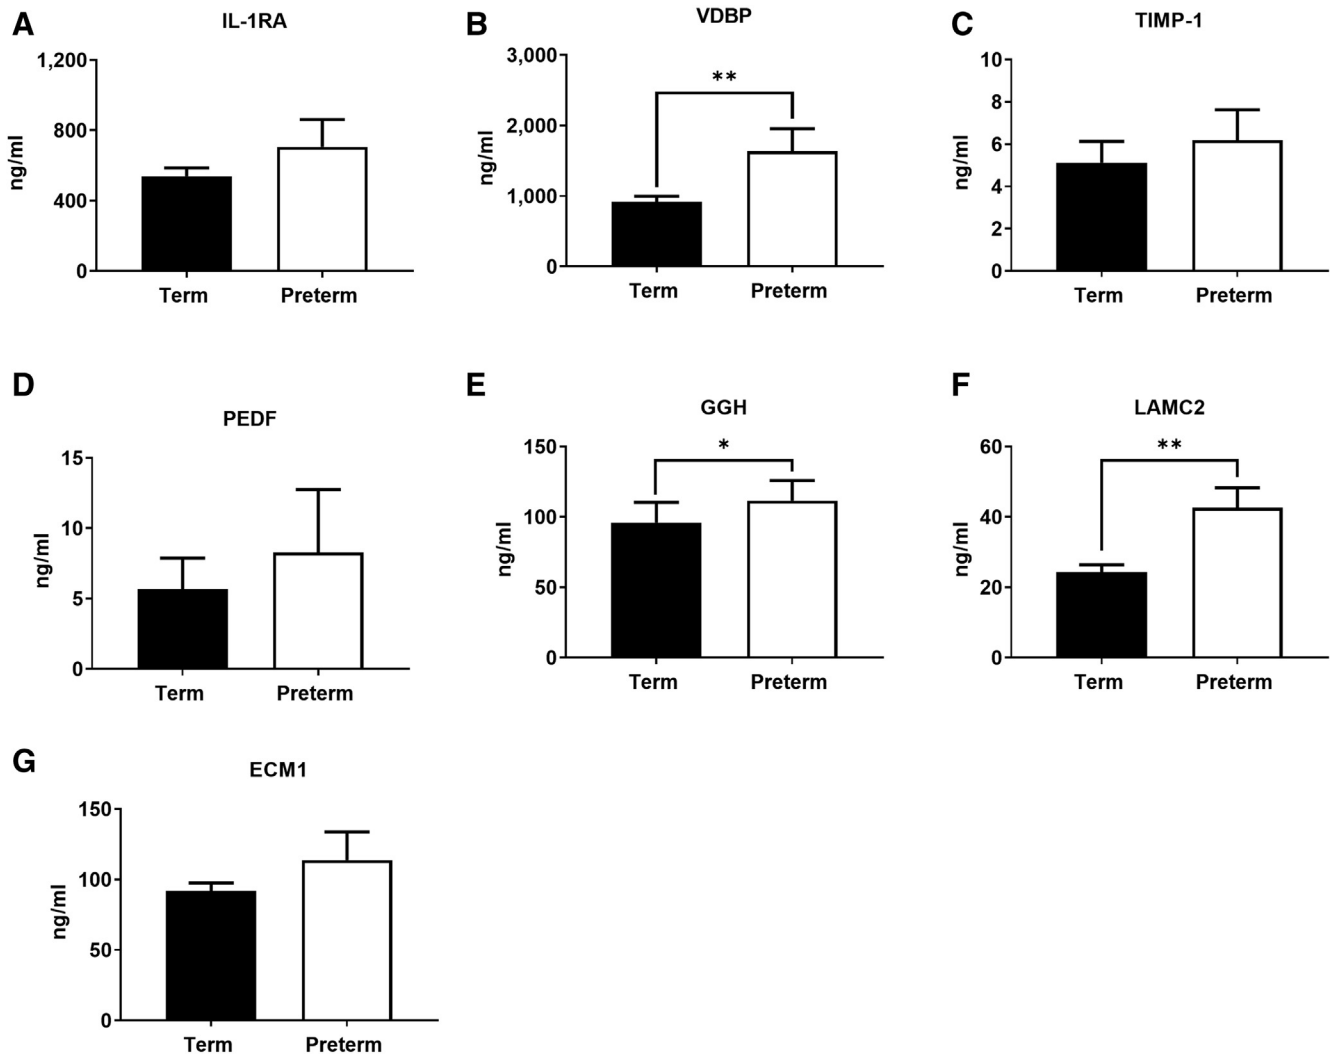 A
IL-1RA
1,200
800
400
0
ng/ml
Term
Preterm
B
VDBP
3,000
2,000
1,000
0
ng/ml
**
Term
Preterm
C
TIMP-1
10
8
6
4
2
0
ng/ml
Term
Preterm
D
PEDF
15
10
5
0
ng/ml
Term
Preterm
E
GGH
150
100
50
0
ng/ml
*
Term
Preterm
F
LAMC2
60
40
20
0
ng/ml
**
Term
Preterm
G
ECM1
150
100
50
0
ng/ml
Term
Preterm